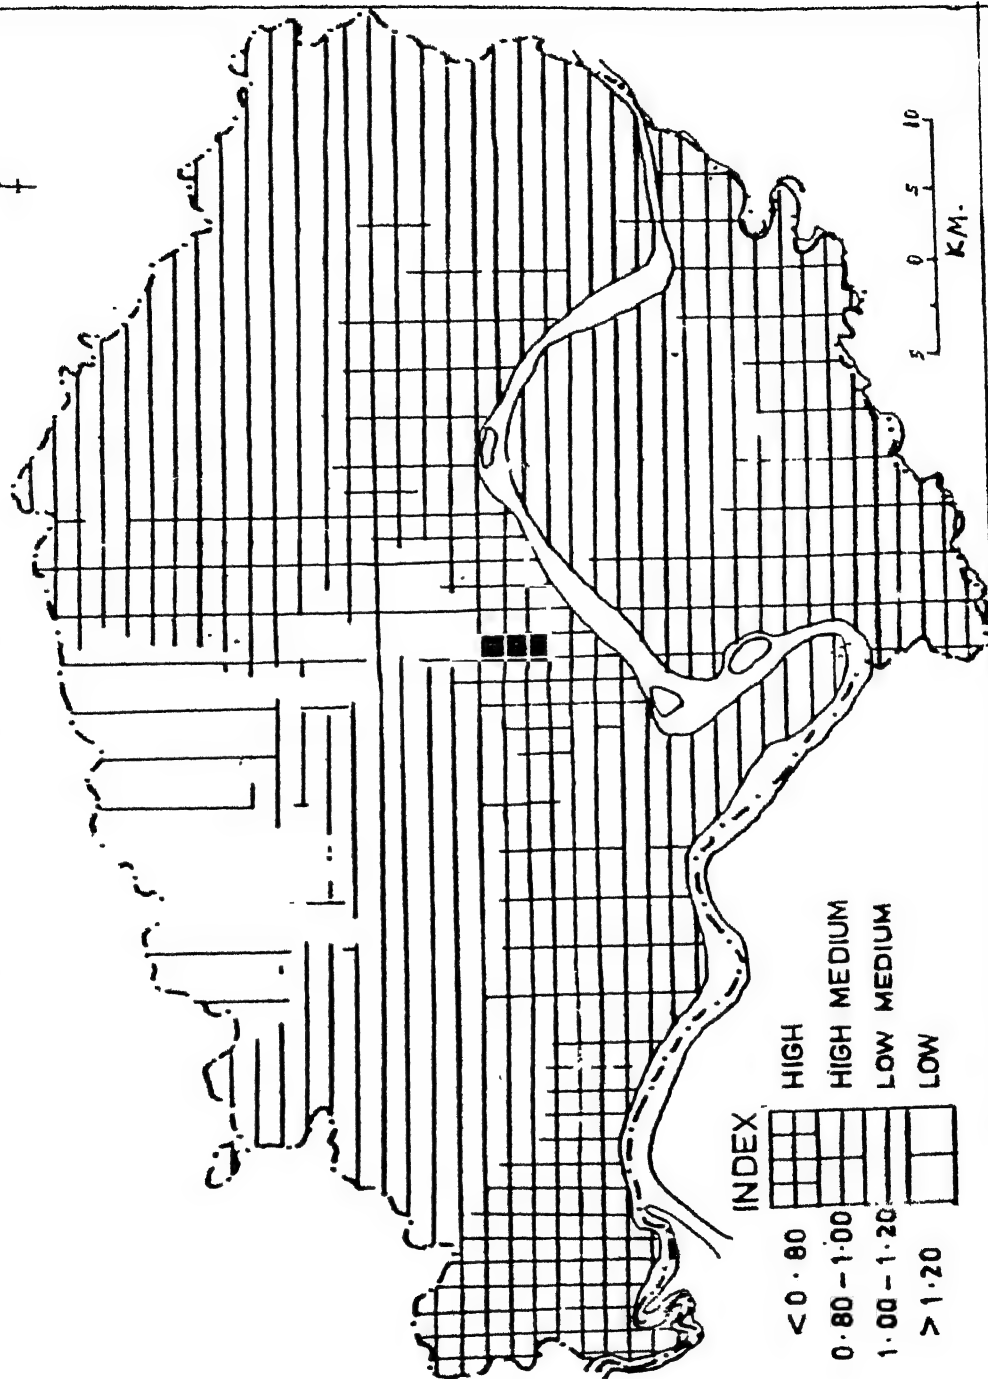 INDEX
< 0·80 HIGH
0·80 – 1·00 HIGH MEDIUM
1·00 – 1·20 LOW MEDIUM
> 1·20 LOW
5 0 5 10
KM.